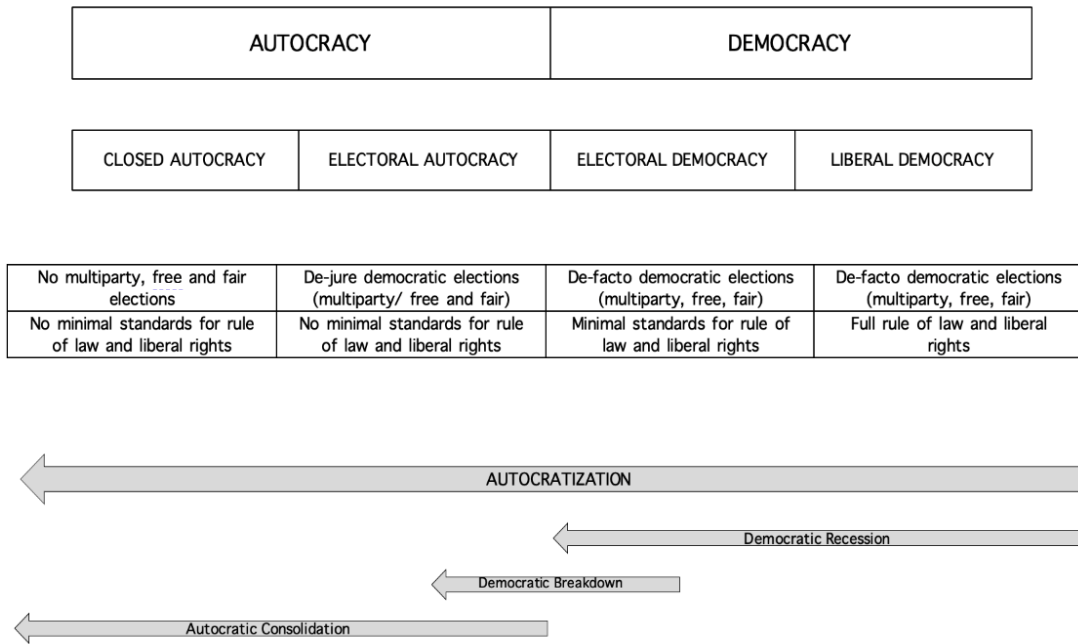 AUTOCRACY
DEMOCRACY
CLOSED AUTOCRACY
ELECTORAL AUTOCRACY
ELECTORAL DEMOCRACY
LIBERAL DEMOCRACY
No multiparty, free and fair
elections
De-jure democratic elections
(multiparty/ free and fair)
De-facto democratic elections
(multiparty, free, fair)
De-facto democratic elections
(multiparty, free, fair)
No minimal standards for rule
of law and liberal rights
No minimal standards for rule
of law and liberal rights
Minimal standards for rule of
law and liberal rights
Full rule of law and liberal
rights
AUTOCRATIZATION
Democratic Recession
Democratic Breakdown
Autocratic Consolidation